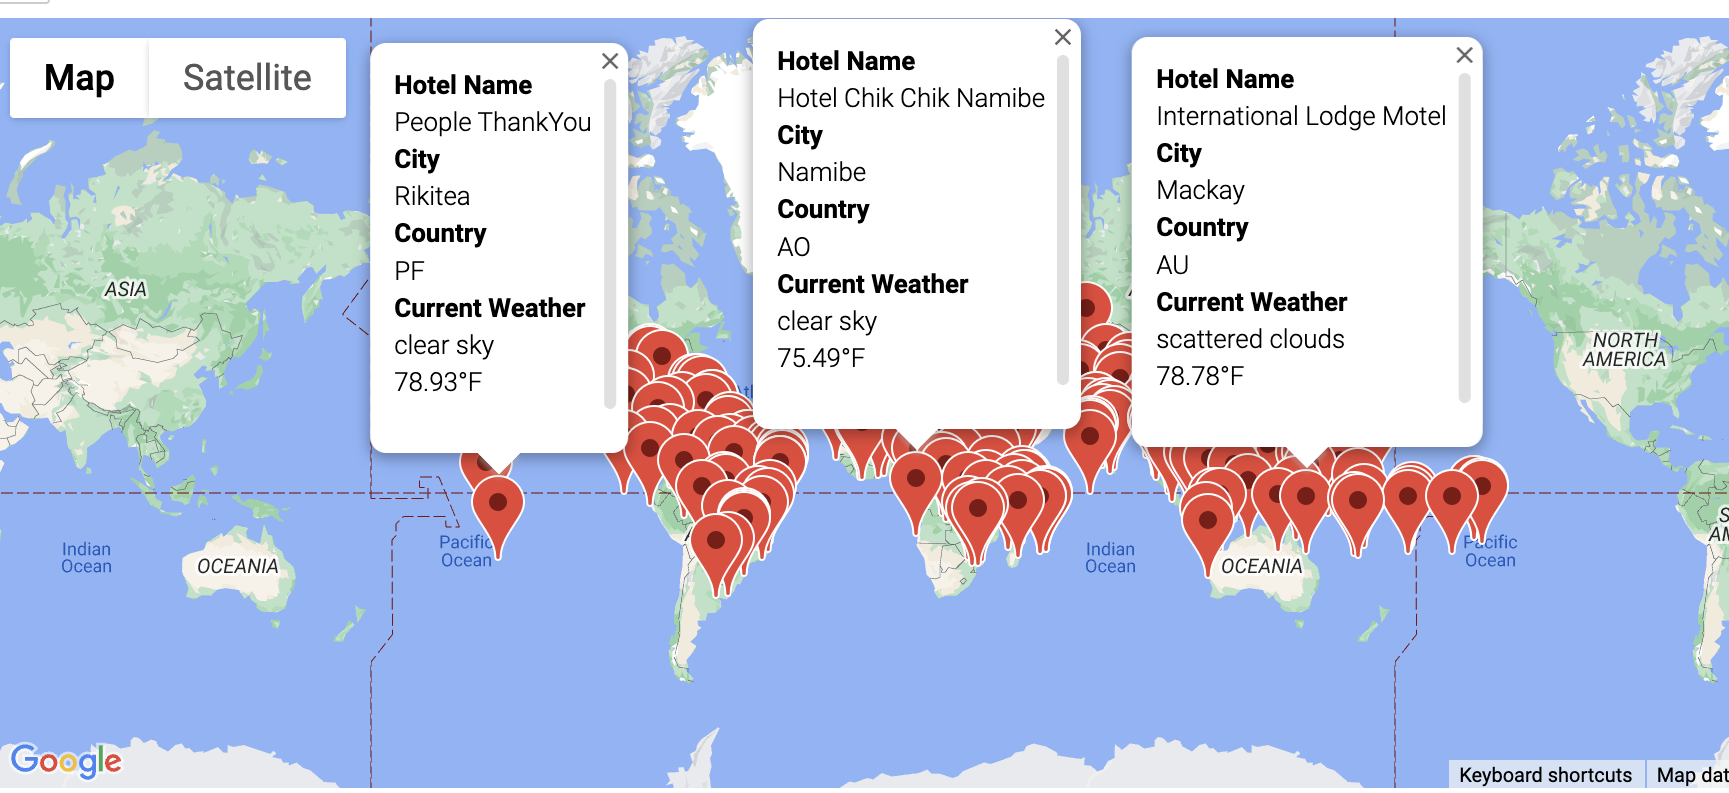 Map
Satellite
Hotel Name
People ThankYou
City
Rikitea
Country
PF
Current Weather
clear sky
78.93°F
Hotel Name
Hotel Chik Chik Namibe
City
Namibe
Country
AO
Current Weather
clear sky
75.49°F
Hotel Name
International Lodge Motel
City
Mackay
Country
AU
Current Weather
scattered clouds
78.78°F
ASIA
NORTH
AMERICA
Indian
Ocean
OCEANIA
Pacific
Ocean
Indian
Ocean
OCEANIA
Pacific
Ocean
Google
Keyboard shortcuts
Map dat